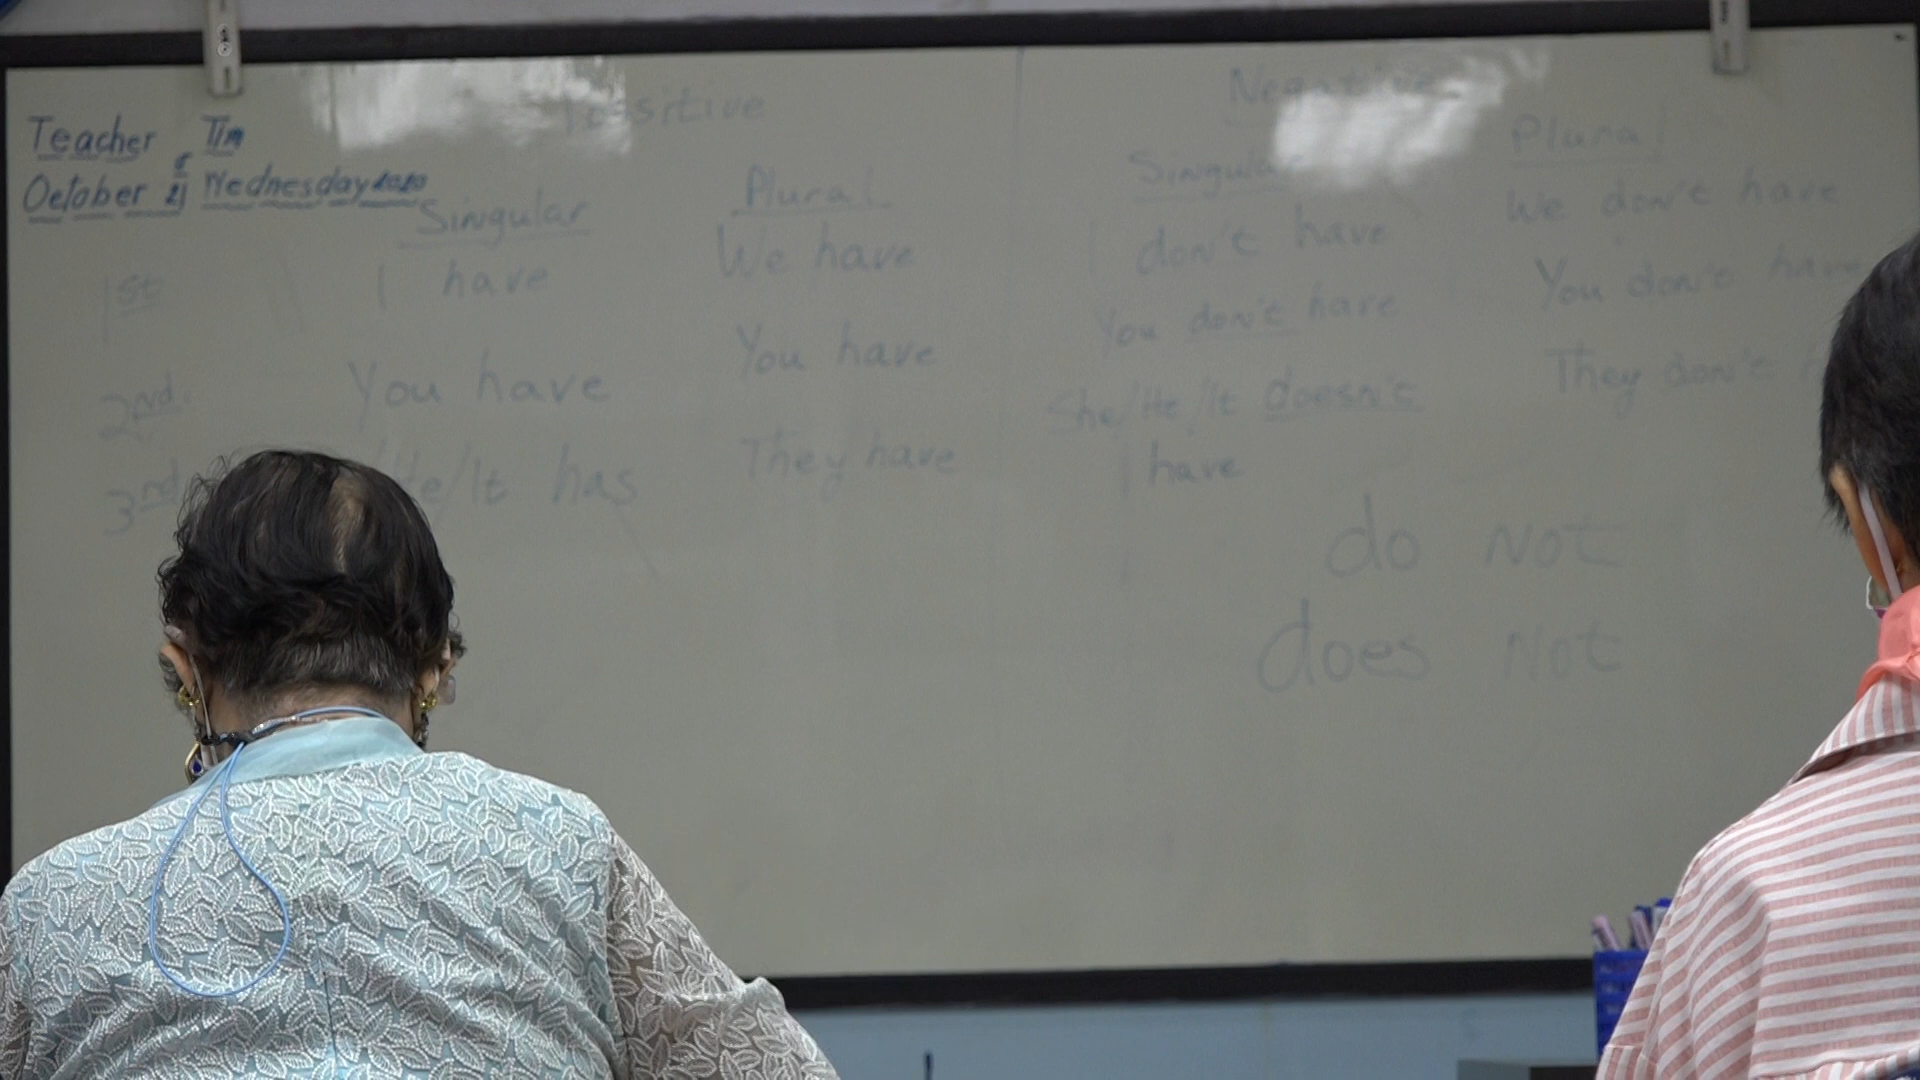 Teacher Tim
October 21 Wednesday 2020
Possitive
Singular
Plural
1st
I have
We have
2nd.
You have
You have
3rd
He/It has
They have
Negative
Singular
Plural
I don't have
We don't have
You don't have
You don't have
She/He/It doesn't
have
They don't
do not
does not